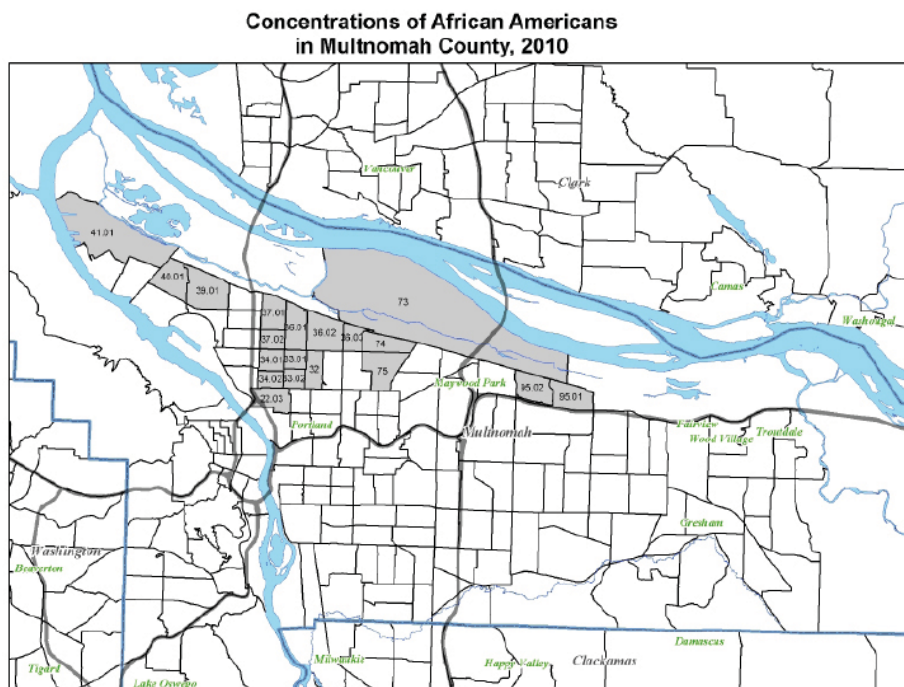 Concentrations of African Americans
in Multnomah County, 2010
Vancouver
Clark
41.01
40.01
39.01
73
Camas
Washougal
37.01
36.01
36.02
36.03
74
37.02
34.01
33.01
32
75
34.02
33.02
22.03
Maywood Park
95.02
95.01
Portland
Multnomah
Fairview
Wood Village
Troutdale
Gresham
Washington
Beaverton
Damascus
Tigard
Lake Oswego
Milwaukie
Happy Valley
Clackamas